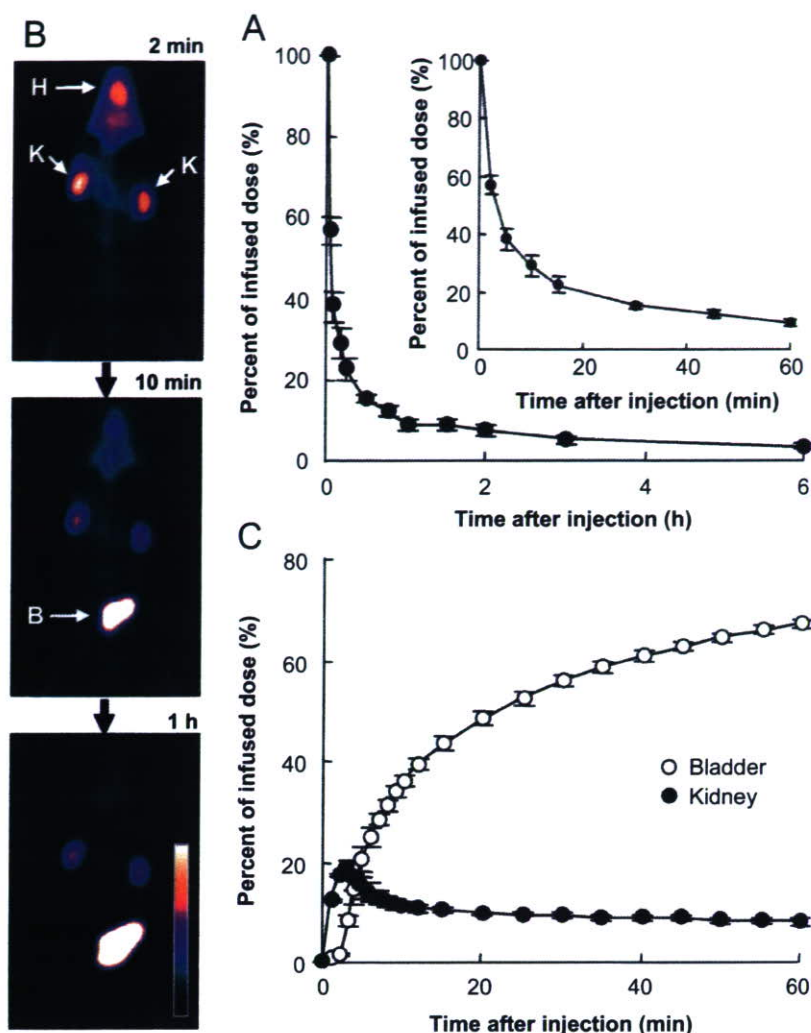 B
2 min
H
K
K
10 min
B
1 h
A
Percent of infused dose (%)
100
80
60
40
20
0
0
2
4
6
Time after injection (h)
Percent of infused dose (%)
100
80
60
40
20
0
0
20
40
60
Time after injection (min)
C
Percent of infused dose (%)
80
60
40
20
0
0
20
40
60
Time after injection (min)
Bladder
Kidney